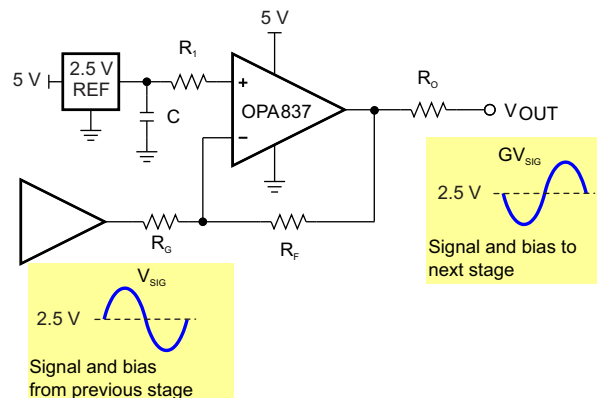 5 V
R1
2.5 V
REF
5 V
+
OPA837
−
C
RO
VOUT
GVSIG
2.5 V
Signal and bias to
next stage
RG
RF
VSIG
2.5 V
Signal and bias
from previous stage